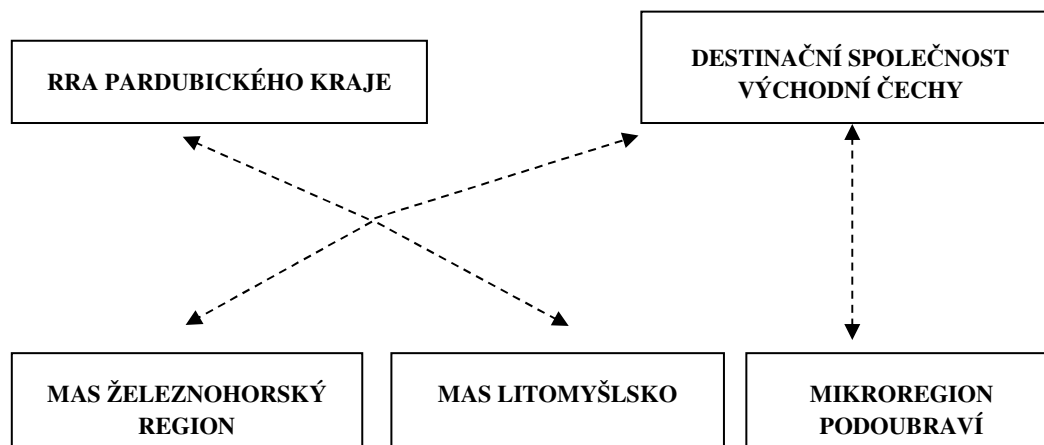 RRA PARDUBICKÉHO KRAJE
DESTINAČNÍ SPOLEČNOST
VÝCHODNÍ ČECHY
MAS ŽELEZNOHORSKÝ
REGION
MAS LITOMYŠLSKO
MIKROREGION
PODOUBRAVÍ